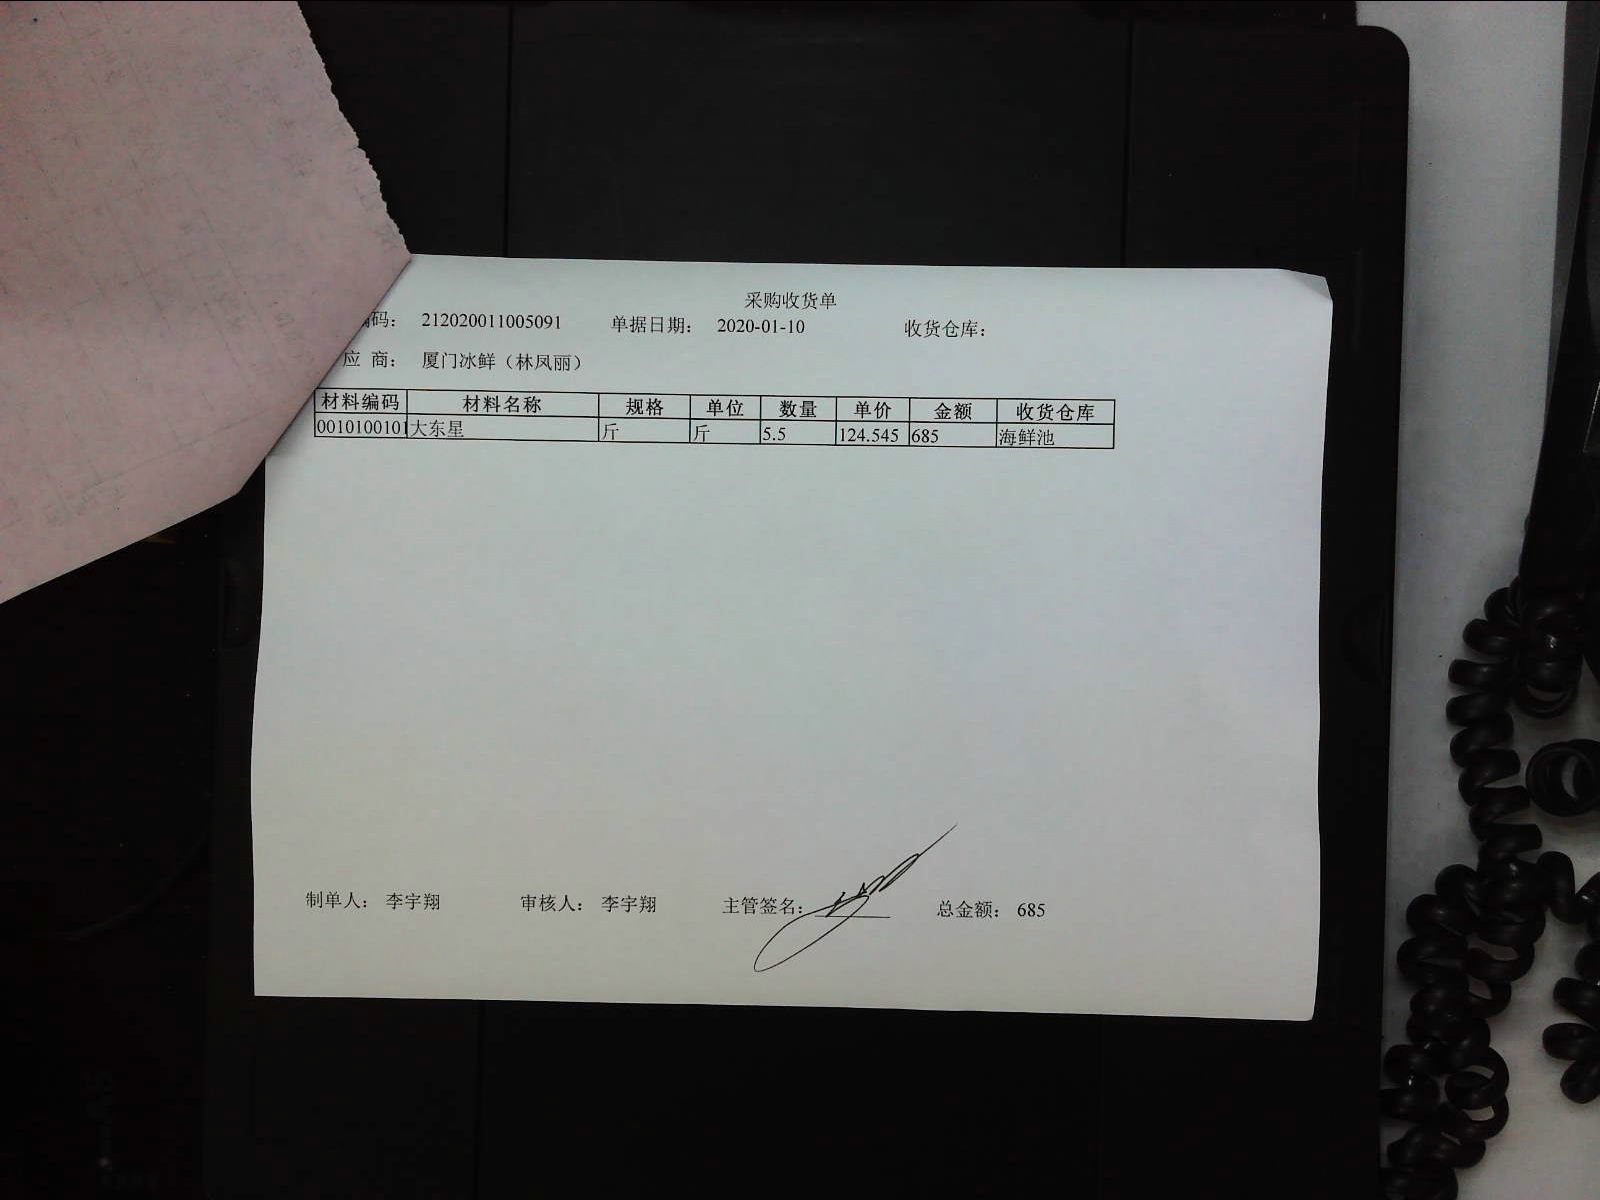 采购收货单
编码: 212020011005091 单据日期: 2020-01-10 收货仓库:
应 商: 厦门冰鲜（林凤丽）
材料编码 材料名称 规格 单位 数量 单价 金额 收货仓库
0010100101 大东星 斤 斤 5.5 124.545 685 海鲜池
制单人: 李宇翔 审核人: 李宇翔 主管签名: 总金额: 685